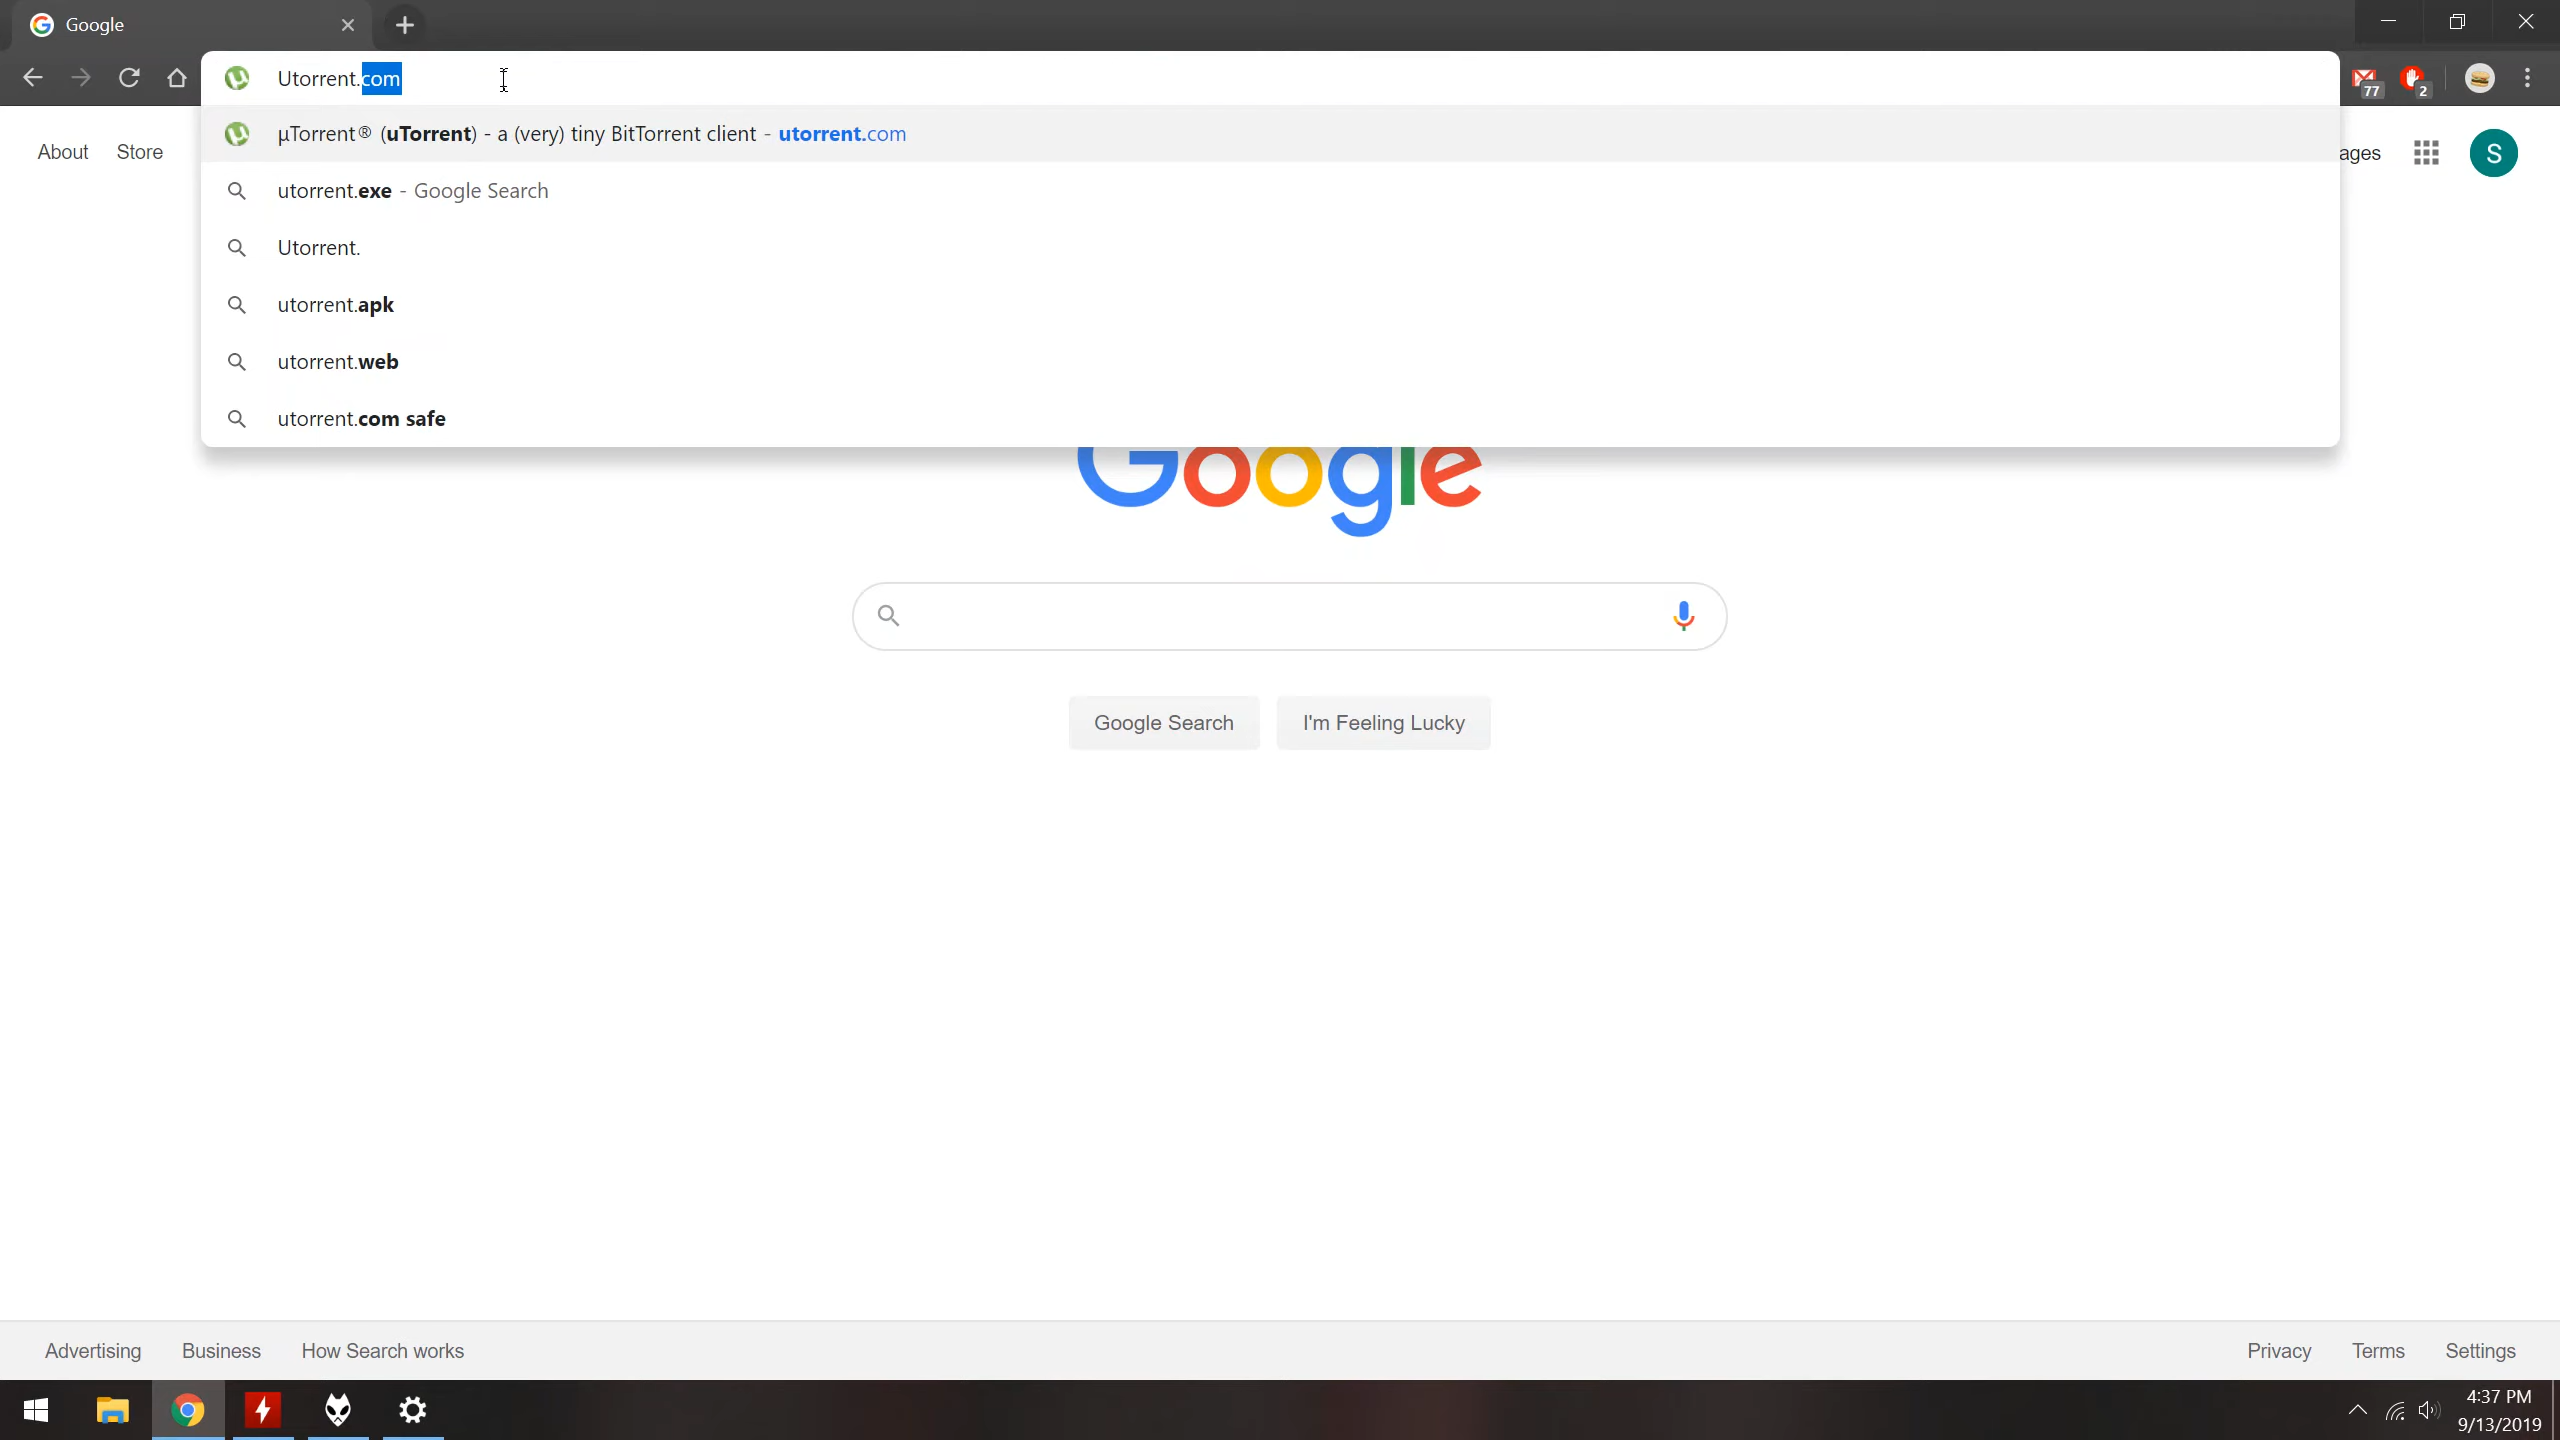 Google
Utorrent.com
77
2
µTorrent® (uTorrent) - a (very) tiny BitTorrent client - utorrent.com
About Store
ages
S
utorrent.exe - Google Search
Utorrent.
utorrent.apk
utorrent.web
utorrent.com safe
Google
Google Search I'm Feeling Lucky
Advertising Business How Search works
Privacy Terms Settings
4:37 PM
9/13/2019